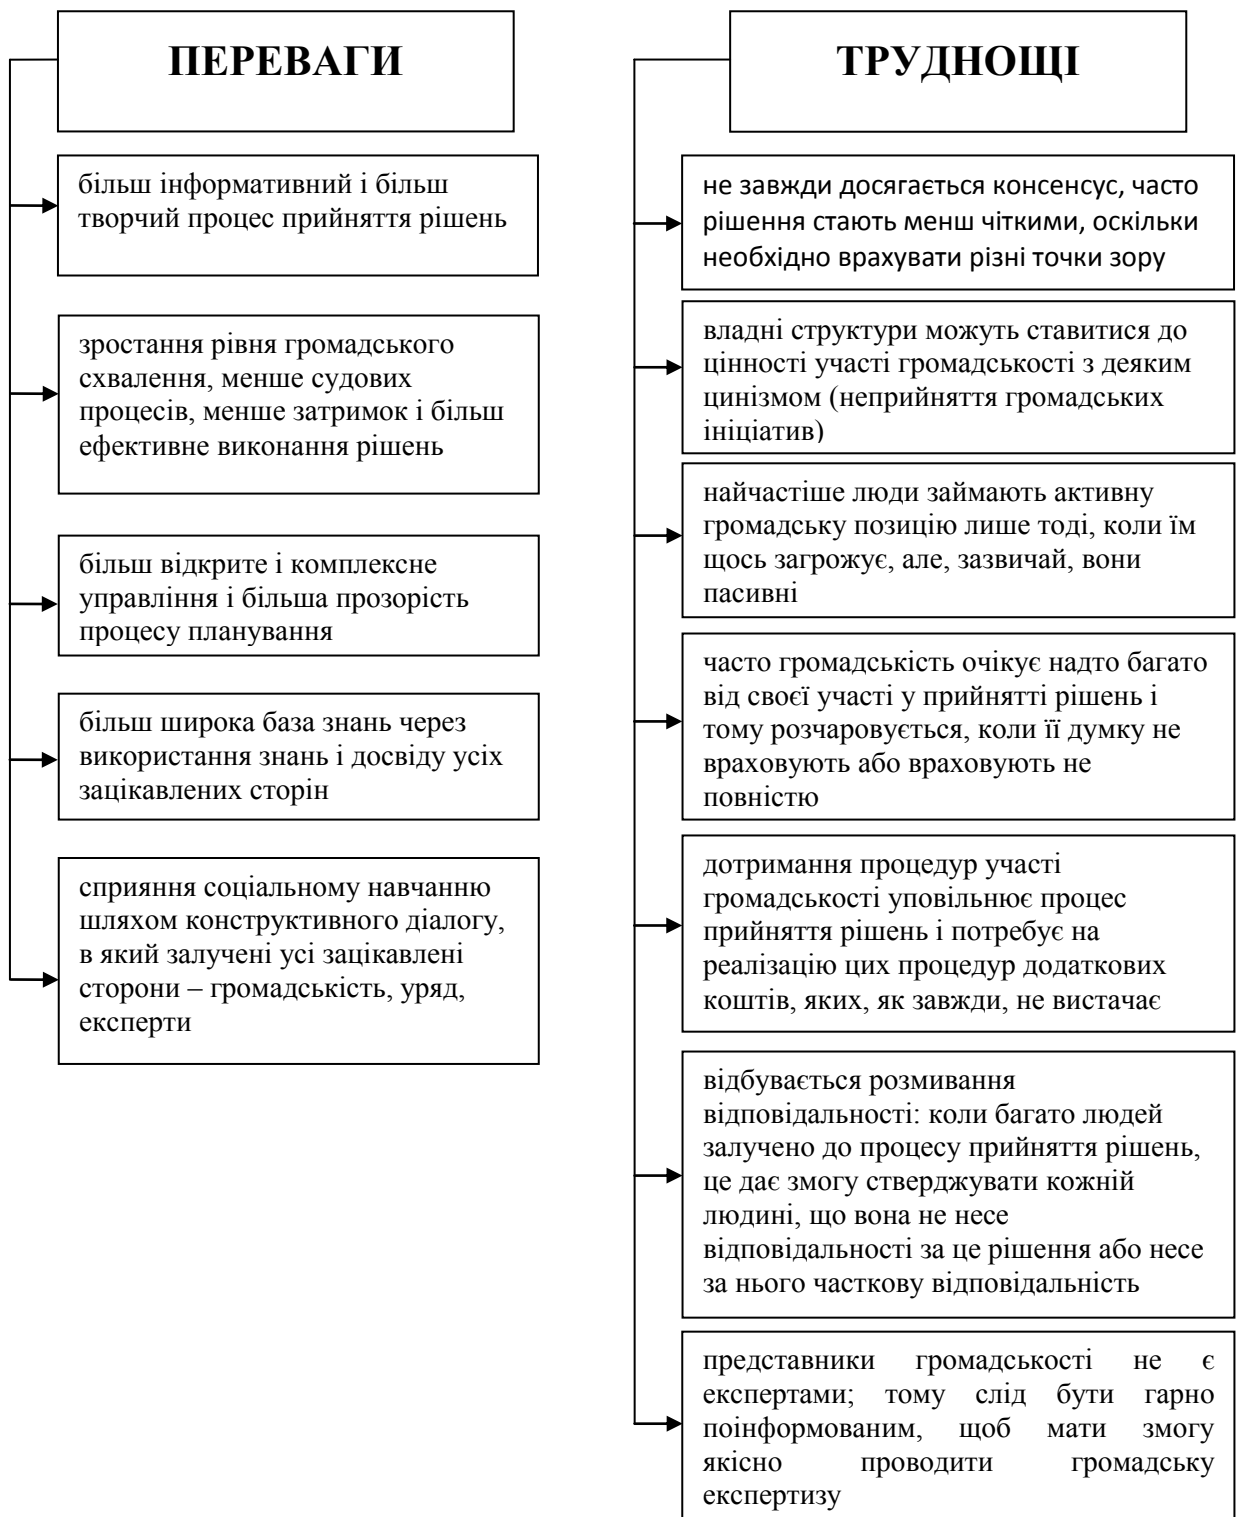 ПЕРЕВАГИ
більш інформативний і більш
творчий процес прийняття рішень
зростання рівня громадського
схвалення, менше судових
процесів, менше затримок і більш
ефективне виконання рішень
більш відкрите і комплексне
управління і більша прозорість
процесу планування
більш широка база знань через
використання знань і досвіду усіх
зацікавлених сторін
сприяння соціальному навчанню
шляхом конструктивного діалогу,
в який залучені усі зацікавлені
сторони – громадськість, уряд,
експерти
ТРУДНОЩІ
не завжди досягається консенсус, часто
рішення стають менш чіткими, оскільки
необхідно врахувати різні точки зору
владні структури можуть ставитися до
цінності участі громадськості з деяким
цинізмом (неприйняття громадських
ініціатив)
найчастіше люди займають активну
громадську позицію лише тоді, коли їм
щось загрожує, але, зазвичай, вони
пасивні
часто громадськість очікує надто багато
від своєї участі у прийнятті рішень і
тому розчаровується, коли її думку не
враховують або враховують не
повністю
дотримання процедур участі
громадськості уповільнює процес
прийняття рішень і потребує на
реалізацію цих процедур додаткових
коштів, яких, як завжди, не вистачає
відбувається розмивання
відповідальності: коли багато людей
залучено до процесу прийняття рішень,
це дає змогу стверджувати кожній
людині, що вона не несе
відповідальності за це рішення або несе
за нього часткову відповідальність
представники громадськості не є
експертами; тому слід бути гарно
поінформованим, щоб мати змогу
якісно проводити громадську
експертизу